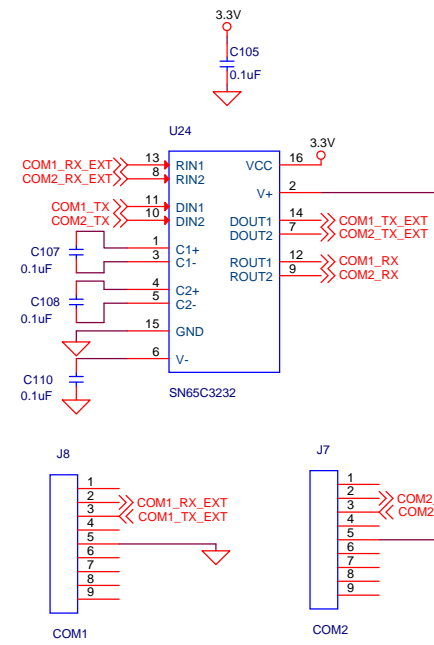 3.3V
C105
0.1uF
U24
3.3V
COM1_RX_EXT 13 RIN1 VCC 16
COM2_RX_EXT 8 RIN2
V+ 2
COM1_TX 11 DIN1
COM2_TX 10 DIN2
DOUT1 14 COM1_TX_EXT
DOUT2 7 COM2_TX_EXT
C107
0.1uF
1 C1+
3 C1-
ROUT1 12 COM1_RX
ROUT2 9 COM2_RX
C108
0.1uF
4 C2+
5 C2-
15 GND
6 V-
C110
0.1uF
SN65C3232
J8
1
2 COM1_RX_EXT
3 COM1_TX_EXT
4
5
6
7
8
9
COM1
J7
1
2 COM2
3 COM2
4
5
6
7
8
9
COM2